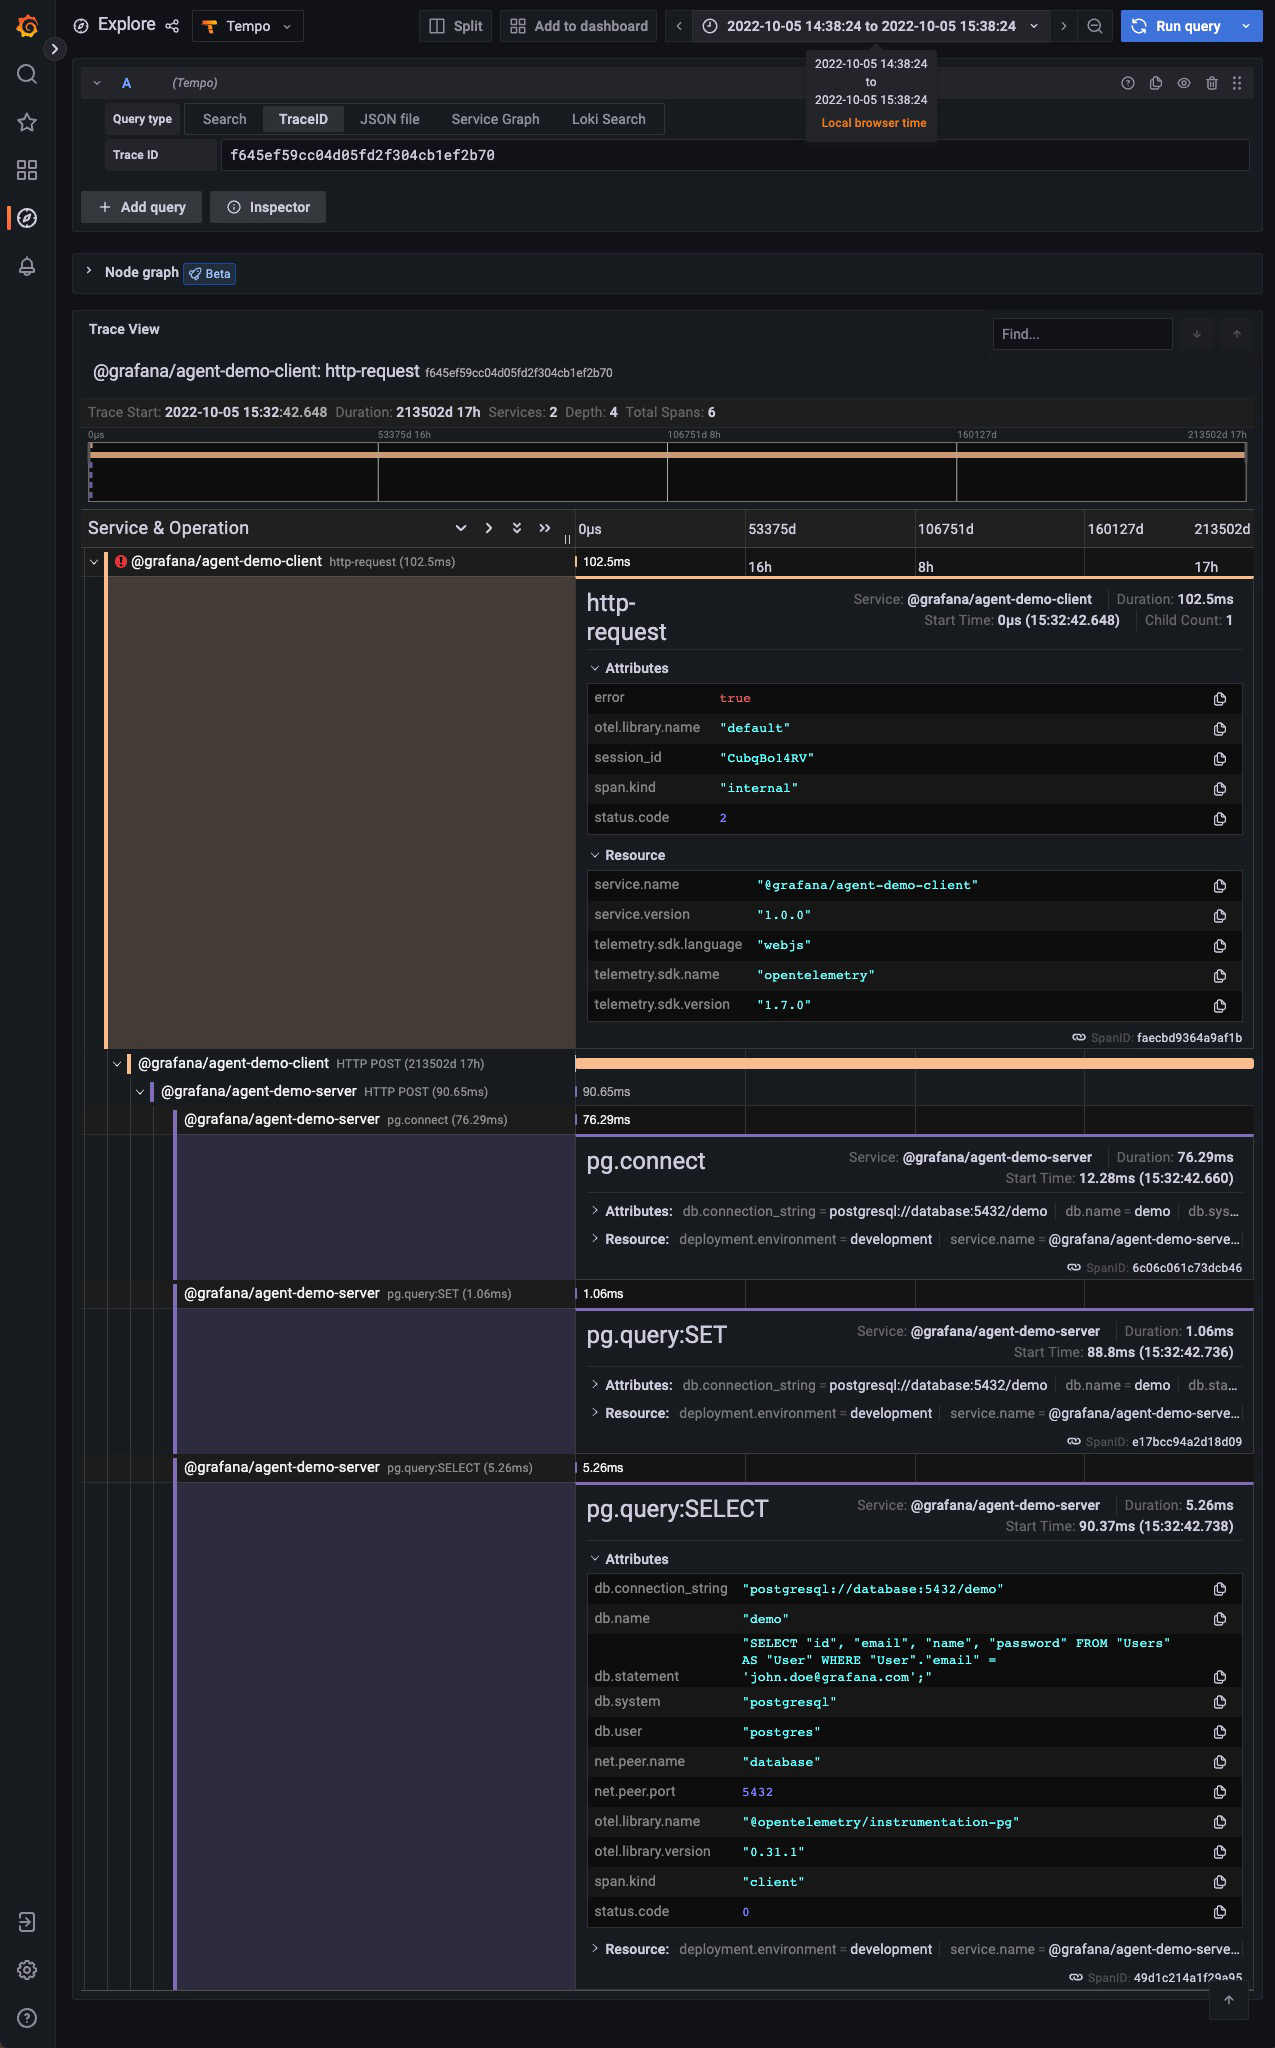 Explore
Tempo
Split
Add to dashboard
2022-10-05 14:38:24 to 2022-10-05 15:38:24
Run query
2022-10-05 14:38:24
to
2022-10-05 15:38:24
Local browser time
A (Tempo)
Query type Search TraceID JSON file Service Graph Loki Search
Trace ID f645ef59cc04d05fd2f304cb1ef2b70
+ Add query Inspector
Node graph Beta
Trace View Find...
@grafana/agent-demo-client: http-request f645ef59cc04d05fd2f304cb1ef2b70
Trace Start: 2022-10-05 15:32:42.648 Duration: 213502d 17h Services: 2 Depth: 4 Total Spans: 6
0μs 53375d 16h 106751d 8h 160127d 213502d 17h
Service & Operation 0μs 53375d 16h 106751d 8h 160127d 213502d 17h
@grafana/agent-demo-client http-request (102.5ms) 102.5ms
http-request
Service: @grafana/agent-demo-client Duration: 102.5ms
Start Time: 0μs (15:32:42.648) Child Count: 1
Attributes
error true
otel.library.name "default"
session_id "CubqBo14RV"
span.kind "internal"
status.code 2
Resource
service.name "@grafana/agent-demo-client"
service.version "1.0.0"
telemetry.sdk.language "webjs"
telemetry.sdk.name "opentelemetry"
telemetry.sdk.version "1.7.0"
SpanID: faecbd9364a9af1b
@grafana/agent-demo-client HTTP POST (213502d 17h)
@grafana/agent-demo-server HTTP POST (90.65ms) 90.65ms
@grafana/agent-demo-server pg.connect (76.29ms) 76.29ms
pg.connect
Service: @grafana/agent-demo-server Duration: 76.29ms
Start Time: 12.28ms (15:32:42.660)
Attributes: db.connection_string = postgresql://database:5432/demo db.name = demo db.sys...
Resource: deployment.environment = development service.name = @grafana/agent-demo-serve...
SpanID: 6c06c061c73dcb46
@grafana/agent-demo-server pg.query:SET (1.06ms) 1.06ms
pg.query:SET
Service: @grafana/agent-demo-server Duration: 1.06ms
Start Time: 88.8ms (15:32:42.736)
Attributes: db.connection_string = postgresql://database:5432/demo db.name = demo db.sta...
Resource: deployment.environment = development service.name = @grafana/agent-demo-serve...
SpanID: e17bcc94a2d18d09
@grafana/agent-demo-server pg.query:SELECT (5.26ms) 5.26ms
pg.query:SELECT
Service: @grafana/agent-demo-server Duration: 5.26ms
Start Time: 90.37ms (15:32:42.738)
Attributes
db.connection_string "postgresql://database:5432/demo"
db.name "demo"
db.statement "SELECT "id", "email", "name", "password" FROM "Users"
AS "User" WHERE "User"."email" =
'john.doe@grafana.com';"
db.system "postgresql"
db.user "postgres"
net.peer.name "database"
net.peer.port 5432
otel.library.name "@opentelemetry/instrumentation-pg"
otel.library.version "0.31.1"
span.kind "client"
status.code 0
Resource: deployment.environment = development service.name = @grafana/agent-demo-serve...
SpanID: 49d1c214a1f29a95